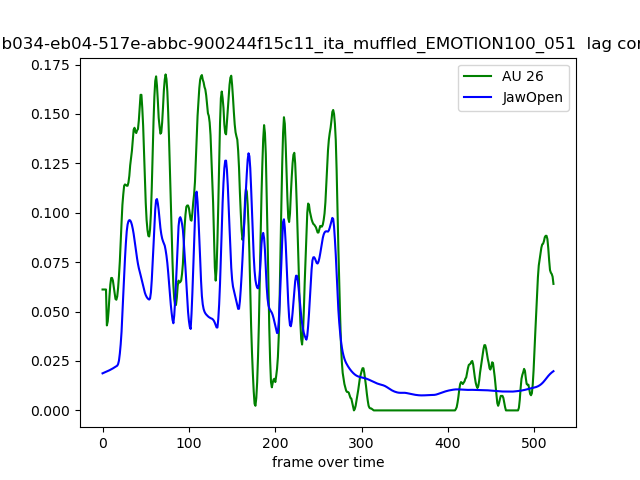 b034-eb04-517e-abbc-900244f15c11_ita_muffled_EMOTION100_051  lag cor
AU 26
JawOpen
0.175
0.150
0.125
0.100
0.075
0.050
0.025
0.000
0 100 200 300 400 500
frame over time